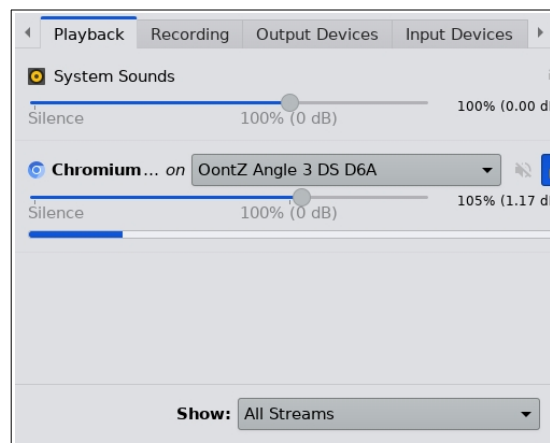 Playback Recording Output Devices Input Devices
System Sounds
100% (0.00 d
Silence 100% (0 dB)
Chromium... on OontZ Angle 3 DS D6A
105% (1.17 d
Silence 100% (0 dB)
Show: All Streams